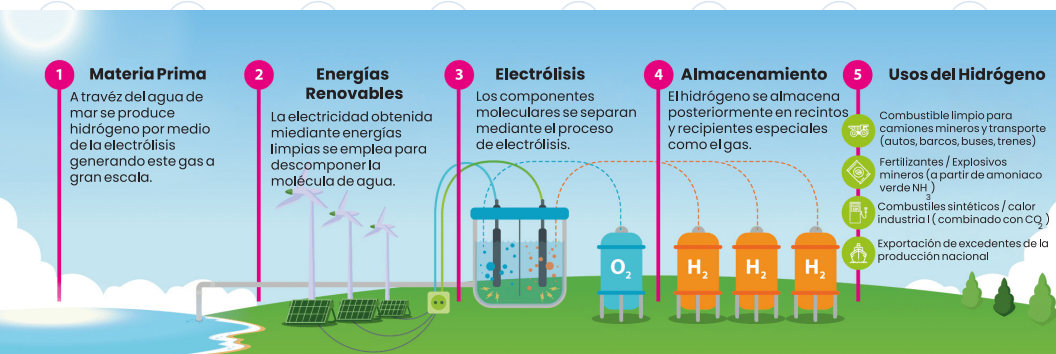 1
Materia Prima
A travéz del agua de
mar se produce
hidrógeno por medio
de la electrólisis
generando este gas a
gran escala.
2
Energías
Renovables
La electricidad obtenida
mediante energías
limpias se emplea para
descomponer la
molécula de agua.
3
Electrólisis
Los componentes
moleculares se separan
mediante el proceso
de electrólisis.
4
Almacenamiento
El hidrógeno se almacena
posteriormente en recintos
y recipientes especiales
como el gas.
5
Usos del Hidrógeno
Combustible limpio para
camiones mineros y transporte
(autos, barcos, buses, trenes)
Fertilizantes / Explosivos
mineros (a partir de amoniaco
verde NH3)
Combustiles sintéticos / calor
industria l ( combinado con CO2)
Exportación de excedentes de la
producción nacional
O2
H2
H2
H2